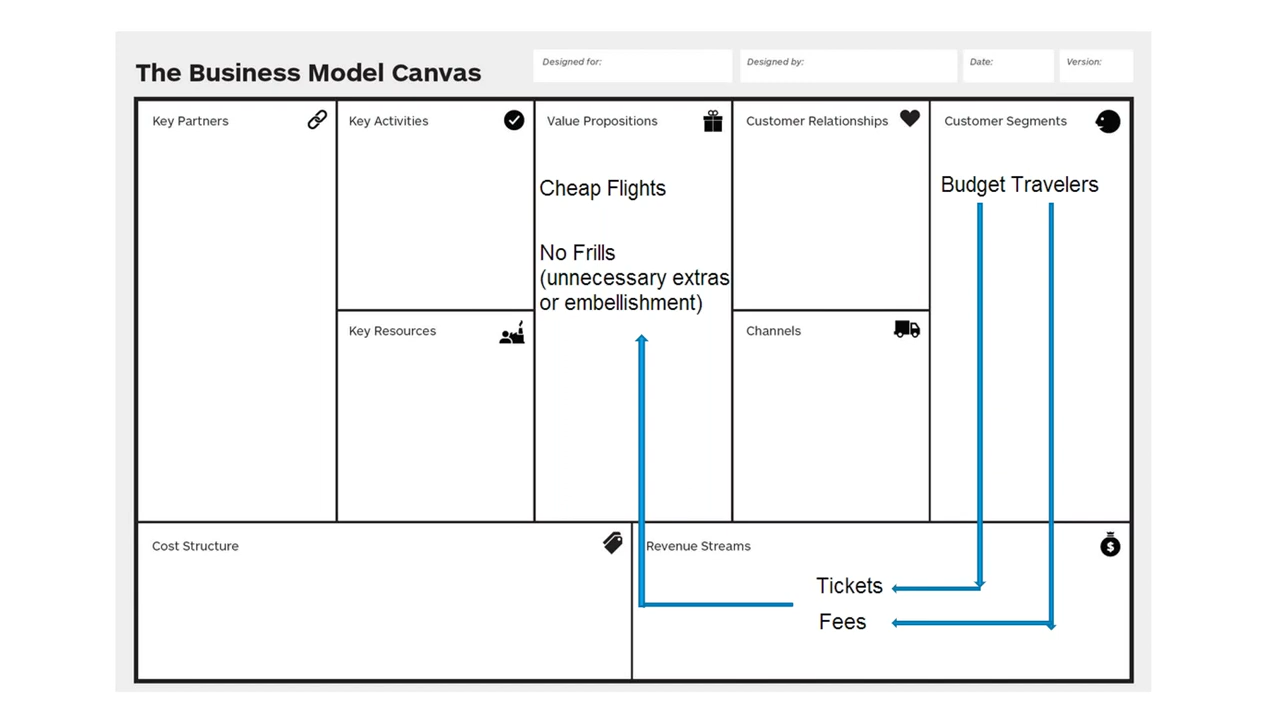 The Business Model Canvas
Designed for:
Designed by:
Date:
Version:
Key Partners
Key Activities
Value Propositions
Customer Relationships
Customer Segments
Cheap Flights
Budget Travelers
No Frills
(unnecessary extras
or embellishment)
Key Resources
Channels
Cost Structure
Revenue Streams
Tickets
Fees